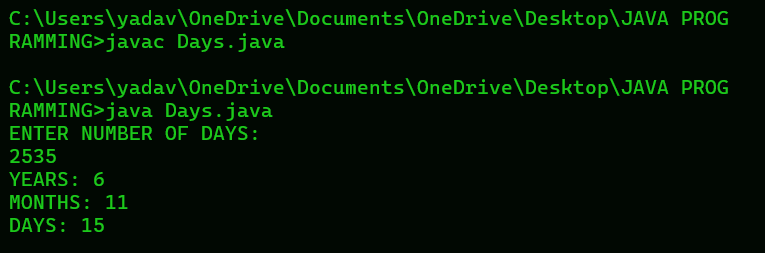 C:\Users\yadav\OneDrive\Documents\OneDrive\Desktop\JAVA PROG
RAMMING>javac Days.java
C:\Users\yadav\OneDrive\Documents\OneDrive\Desktop\JAVA PROG
RAMMING>java Days.java
ENTER NUMBER OF DAYS:
2535
YEARS: 6
MONTHS: 11
DAYS: 15